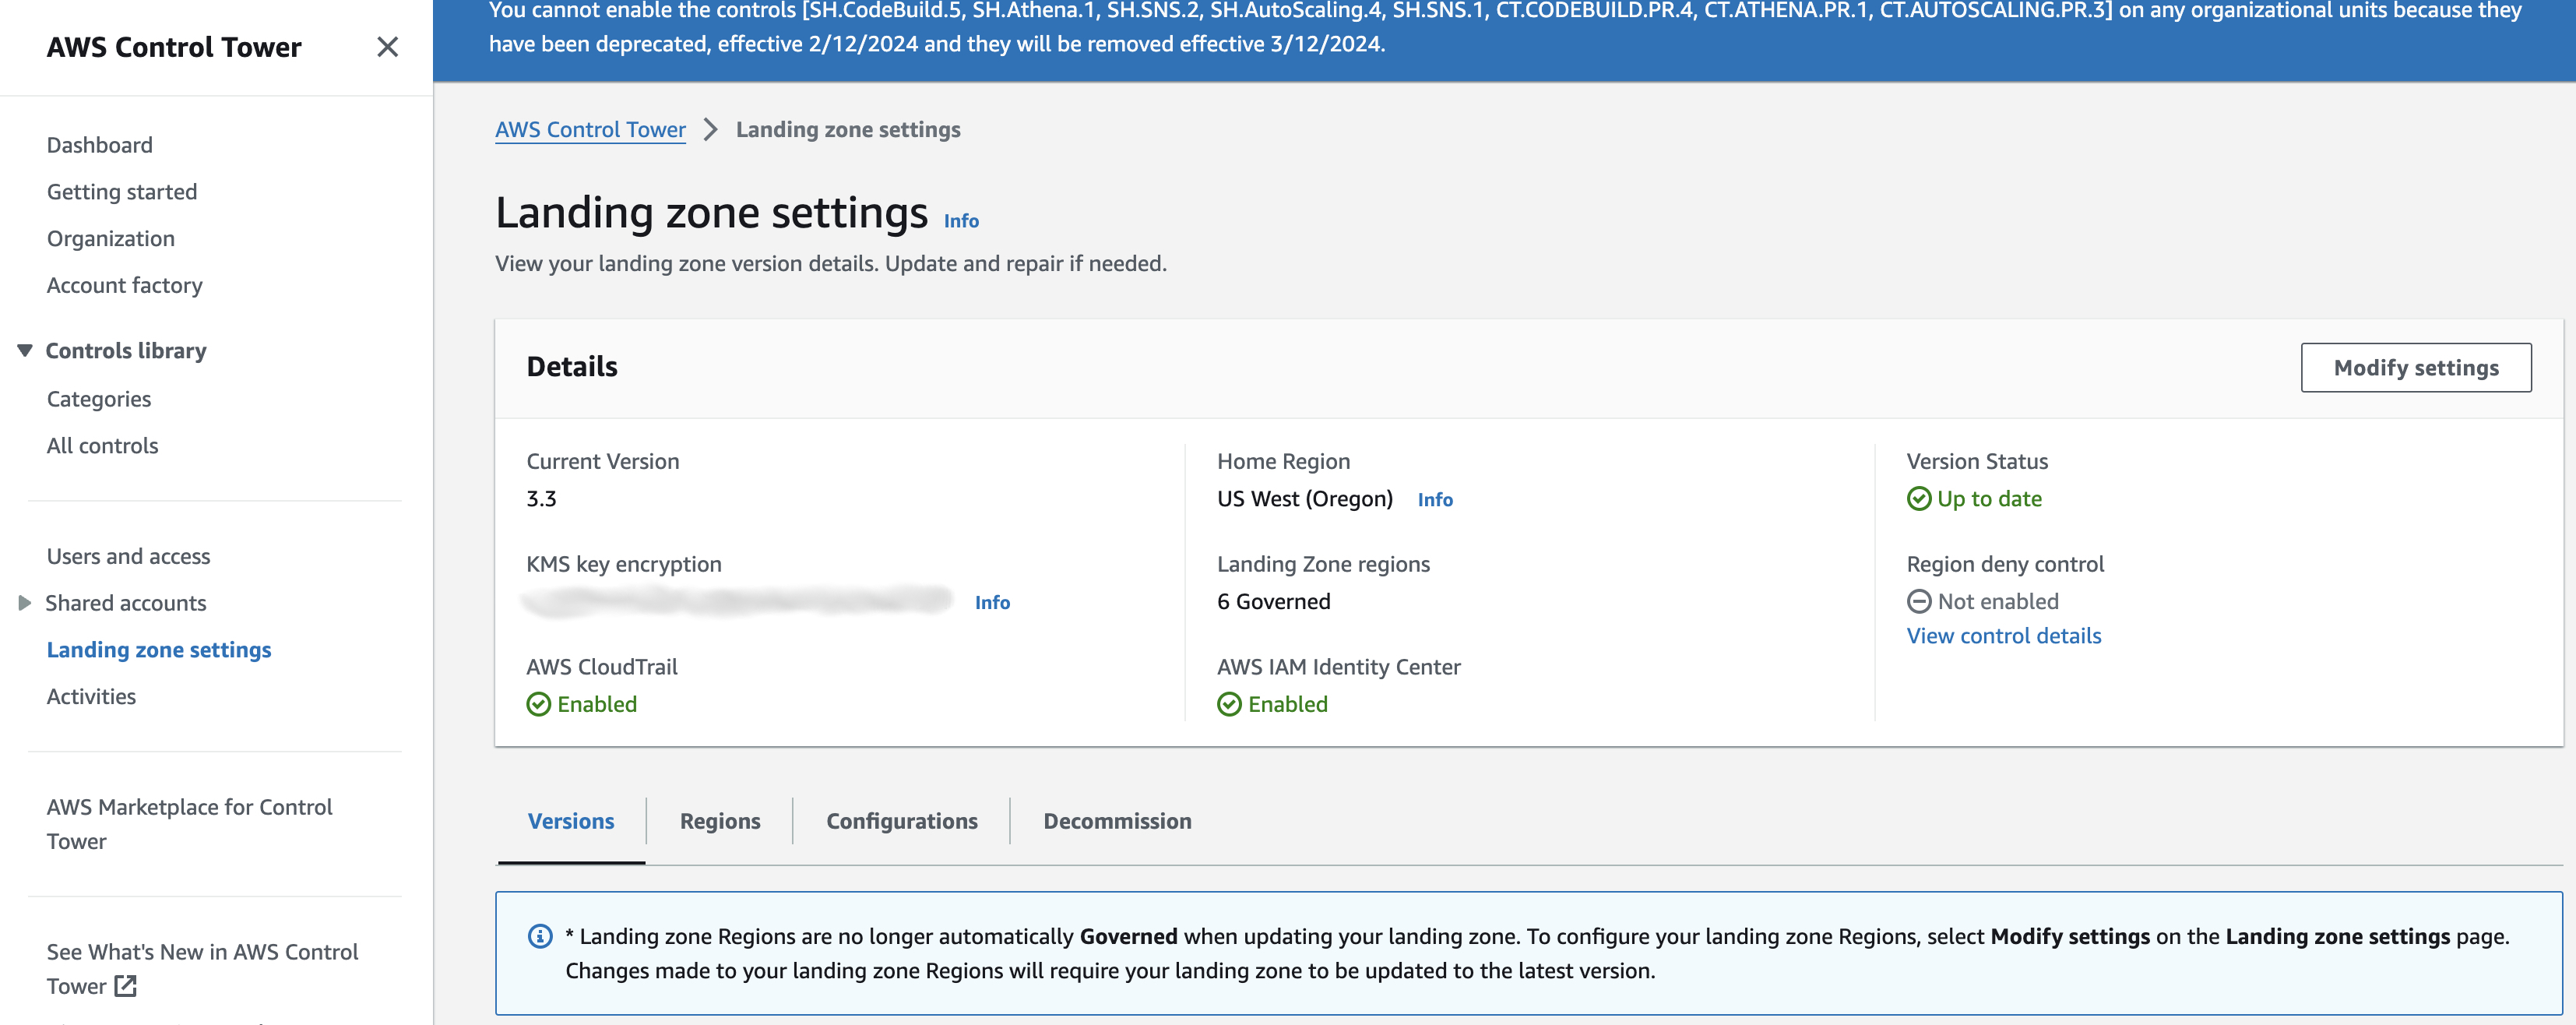 AWS Control Tower
Dashboard
Getting started
Organization
Account factory
Controls library
Categories
All controls
Users and access
Shared accounts
Landing zone settings
Activities
AWS Marketplace for Control
Tower
See What's New in AWS Control
Tower
You cannot enable the controls [SH.CodeBuild.5, SH.Athena.1, SH.SNS.2, SH.AutoScaling.4, SH.SNS.1, CT.CODEBUILD.PR.4, CT.ATHENA.PR.1, CT.AUTOSCALING.PR.3] on any organizational units because they
have been deprecated, effective 2/12/2024 and they will be removed effective 3/12/2024.
AWS Control Tower > Landing zone settings
Landing zone settings Info
View your landing zone version details. Update and repair if needed.
Details
Modify settings
Current Version
3.3
KMS key encryption
Info
AWS CloudTrail
Enabled
Home Region
US West (Oregon) Info
Landing Zone regions
6 Governed
AWS IAM Identity Center
Enabled
Version Status
Up to date
Region deny control
Not enabled
View control details
Versions
Regions
Configurations
Decommission
* Landing zone Regions are no longer automatically Governed when updating your landing zone. To configure your landing zone Regions, select Modify settings on the Landing zone settings page.
Changes made to your landing zone Regions will require your landing zone to be updated to the latest version.